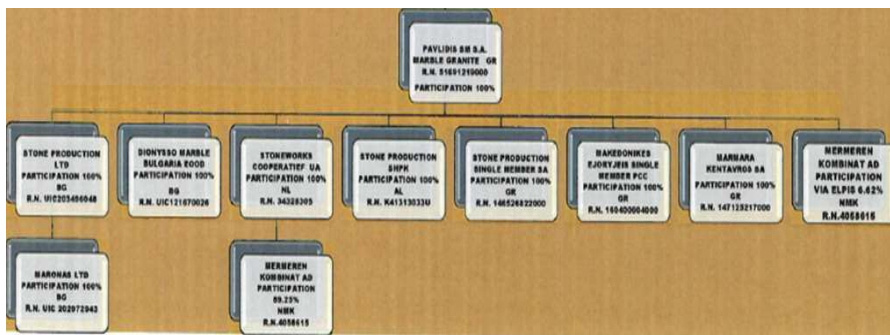 PAVLIDIS SM S.A.
MARBLE GRANITE GR
R.N. 51691219000
PARTICIPATION 100%
STONE PRODUCTION
LTD
PARTICIPATION 100%
BG
R.N. UIC203456048
DIONYSSO MARBLE
BULGARIA EOOD
PARTICIPATION 100%
BG
R.N. UIC121670026
STONEWORKS
COOPERATIEF UA
PARTICIPATION 100%
NL
R.N. 34328305
STONE PRODUCTION
SHPK
PARTICIPATION 100%
AL
R.N. K41313033U
STONE PRODUCTION
SINGLE MEMBER SA
PARTICIPATION 100%
GR
R.N. 146526822000
MAKEDONIKES
SINGLE
MEMBER PCC
PARTICIPATION 100%
GR
R.N. 160400004000
MARMARA
KENTAVROS SA
PARTICIPATION 100%
GR
R.N. 147125217000
MERMEREN
KOMBINAT AD
PARTICIPATION
VIA ELPIS 6.62%
NMK
R.N.4058615
MARONAS LTD
PARTICIPATION 100%
BG
R.N. UIC 202972943
MERMEREN
KOMBINAT AD
PARTICIPATION
89.25%
NMK
R.N.4058615